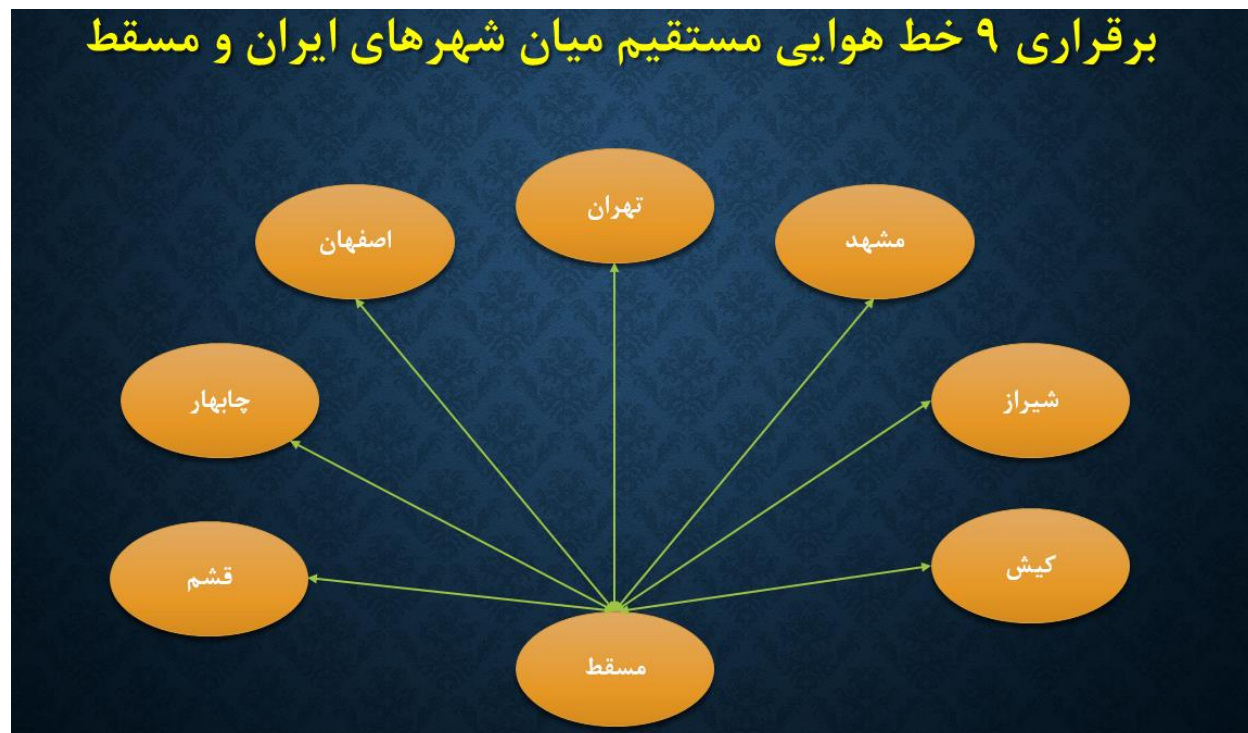 برقراری ۹ خط هوایی مستقیم میان شهرهای ایران و مسقط
تهران
مشهد
اصفهان
شیراز
چابهار
کیش
قشم
مسقط